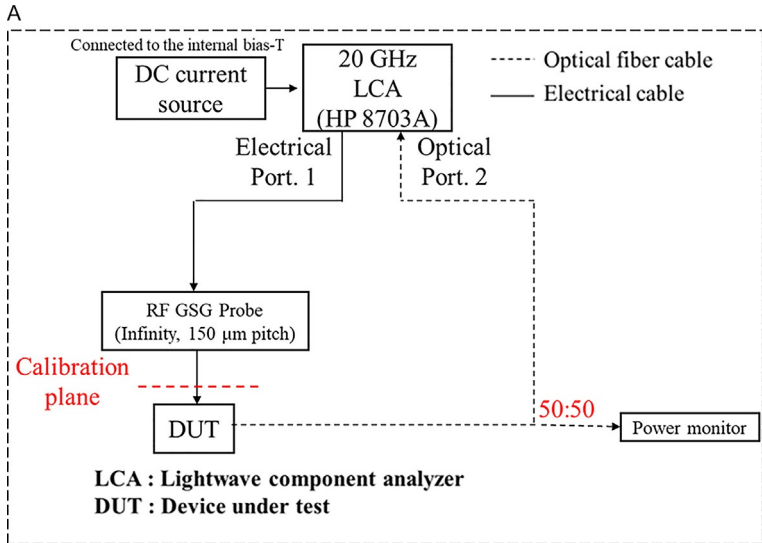 A
Connected to the internal bias-T
DC current
source
20 GHz
LCA
(HP 8703A)
Optical fiber cable
Electrical cable
Electrical
Port. 1
Optical
Port. 2
RF GSG Probe
(Infinity, 150 μm pitch)
Calibration
plane
DUT
50:50
Power monitor
LCA : Lightwave component analyzer
DUT : Device under test